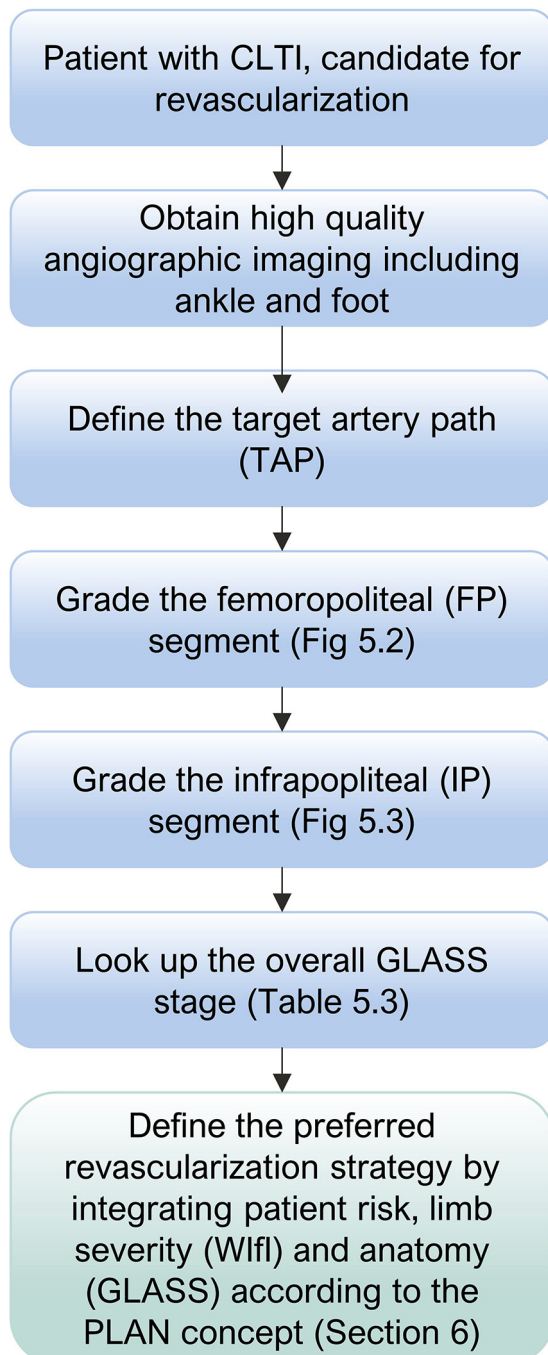 Patient with CLTI, candidate for
revascularization
Obtain high quality
angiographic imaging including
ankle and foot
Define the target artery path
(TAP)
Grade the femoropoliteal (FP)
segment (Fig 5.2)
Grade the infrapopliteal (IP)
segment (Fig 5.3)
Look up the overall GLASS
stage (Table 5.3)
Define the preferred
revascularization strategy by
integrating patient risk, limb
severity (WIfI) and anatomy
(GLASS) according to the
PLAN concept (Section 6)